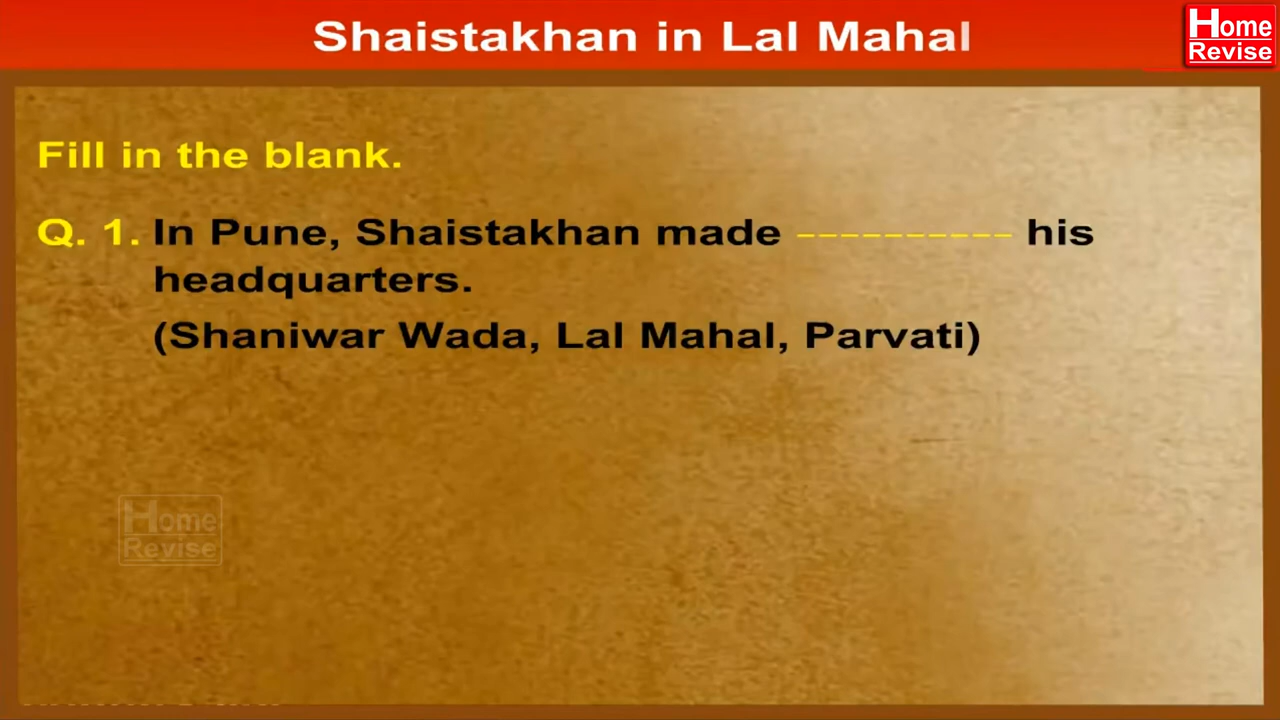 Shaistakhan in Lal Mahal
Home
Revise
Fill in the blank.
Q. 1. In Pune, Shaistakhan made ---------- his
headquarters.
(Shaniwar Wada, Lal Mahal, Parvati)
Home
Revise